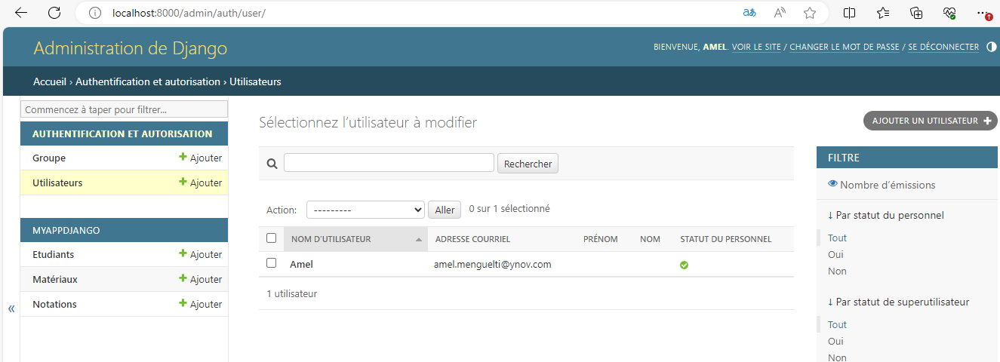 localhost:8000/admin/auth/user/
Administration de Django
BIENVENUE, AMEL. VOIR LE SITE / CHANGER LE MOT DE PASSE / SE DÉCONNECTER
Accueil › Authentification et autorisation › Utilisateurs
Commencez à taper pour filtrer...
AUTHENTIFICATION ET AUTORISATION
Groupe + Ajouter
Utilisateurs + Ajouter
MYAPPDJANGO
Etudiants + Ajouter
Matériaux + Ajouter
Notations + Ajouter
«
Sélectionnez l’utilisateur à modifier
AJOUTER UN UTILISATEUR +
Rechercher
Action: --------- Aller 0 sur 1 sélectionné
NOM D’UTILISATEUR ADRESSE COURRIEL PRÉNOM NOM STATUT DU PERSONNEL
Amel amel.menguelti@ynov.com
1 utilisateur
FILTRE
Nombre d’émissions
↓ Par statut du personnel
Tout
Oui
Non
↓ Par statut de superutilisateur
Tout
Oui
Non